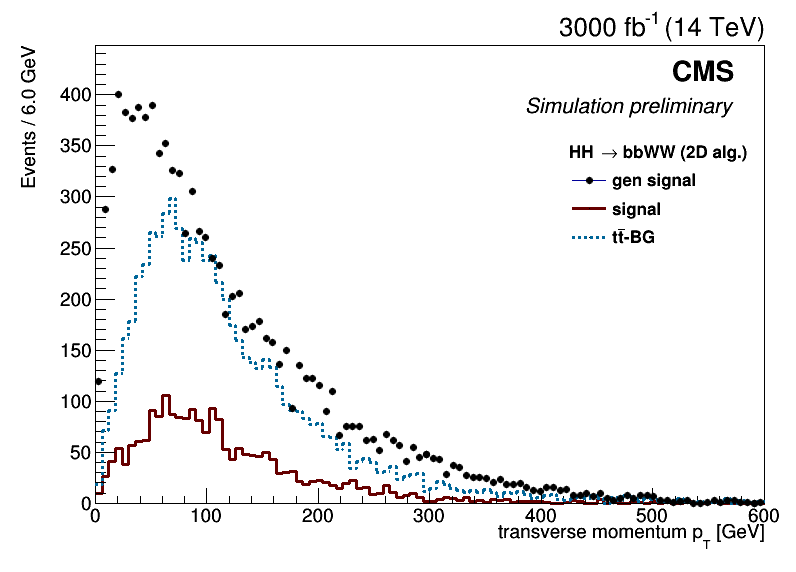 3000 fb⁻¹ (14 TeV)
CMS
Simulation preliminary
HH → bbWW (2D alg.)
gen signal
signal
tt̄-BG
Events / 6.0 GeV
400
350
300
250
200
150
100
50
0
0 100 200 300 400 500 600
transverse momentum p_T [GeV]